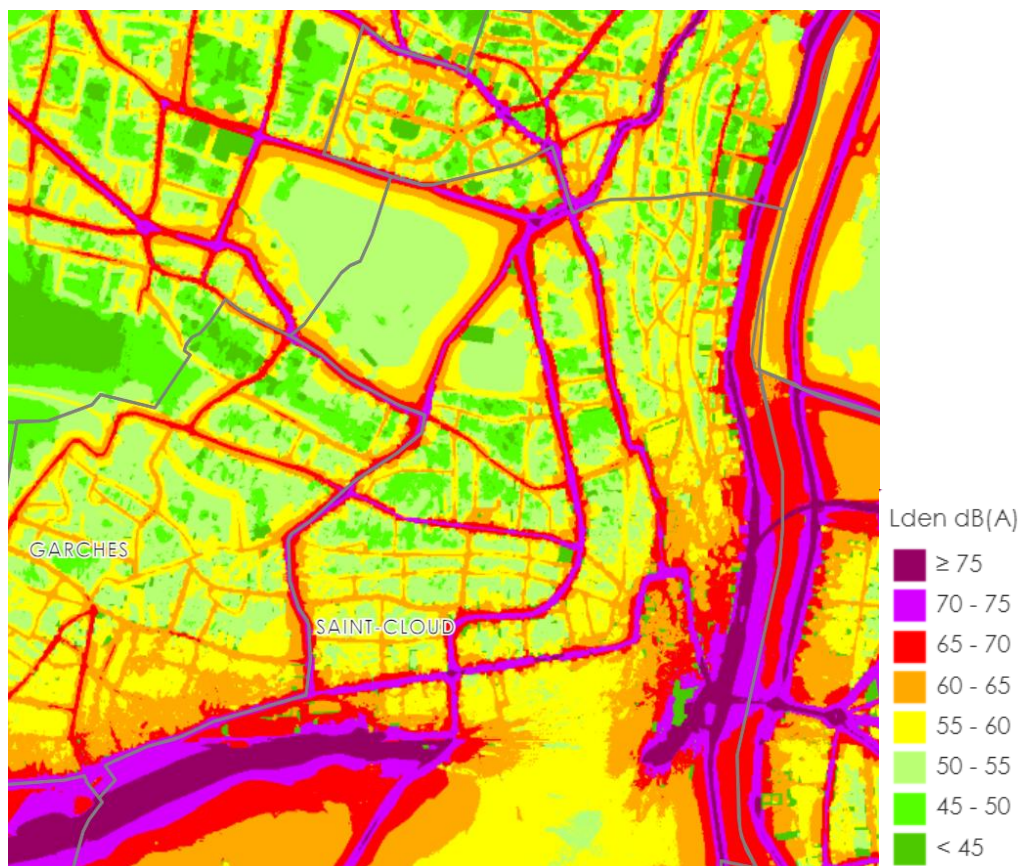 Lden dB(A)
≥ 75
70 - 75
65 - 70
GARCHES
60 - 65
SAINT-CLOUD
55 - 60
50 - 55
45 - 50
< 45